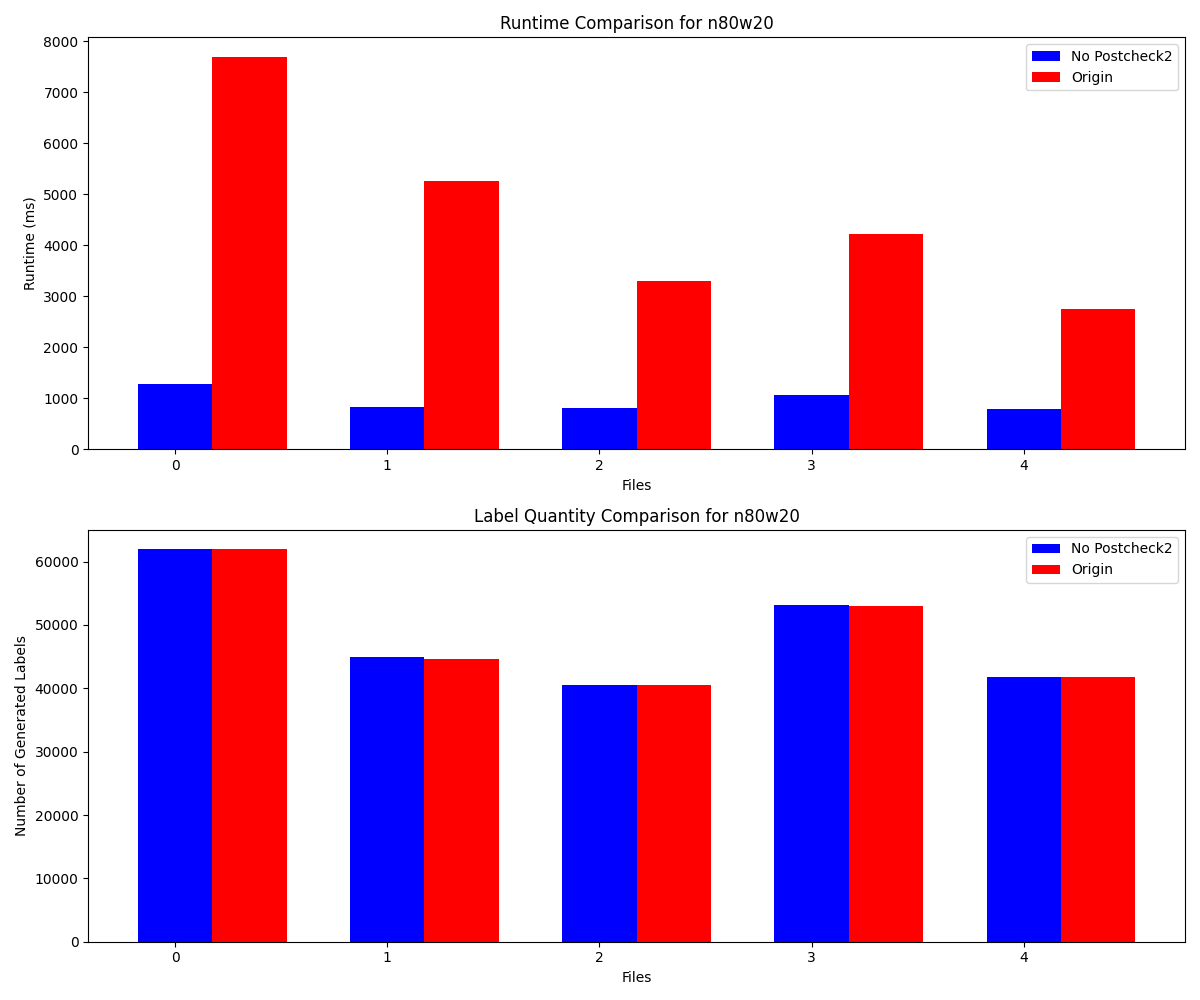 Runtime Comparison for n80w20
No Postcheck2
Origin
Runtime (ms)
8000
7000
6000
5000
4000
3000
2000
1000
0
0 1 2 3 4
Files
Label Quantity Comparison for n80w20
No Postcheck2
Origin
Number of Generated Labels
60000
50000
40000
30000
20000
10000
0
0 1 2 3 4
Files